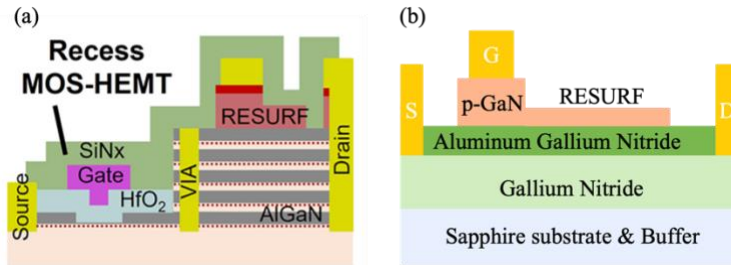 (a)
Recess
MOS-HEMT
SiNx
Gate
HfO2
Source
VIA
RESURF
AlGaN
Drain
(b)
G
S
p-GaN
RESURF
D
Aluminum Gallium Nitride
Gallium Nitride
Sapphire substrate & Buffer